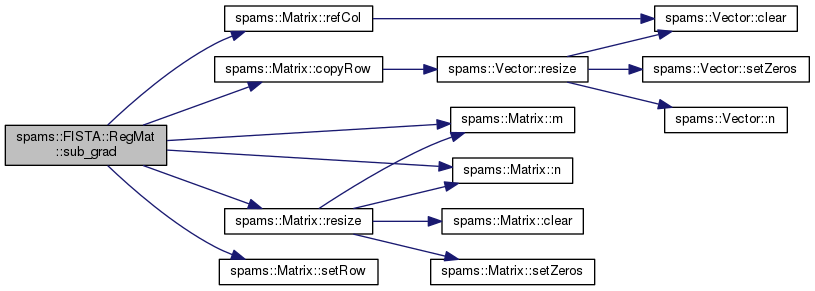 spams::FISTA::RegMat
::sub_grad
spams::Matrix::refCol
spams::Matrix::copyRow
spams::Matrix::resize
spams::Matrix::setRow
spams::Vector::resize
spams::Matrix::m
spams::Matrix::n
spams::Matrix::clear
spams::Matrix::setZeros
spams::Vector::clear
spams::Vector::setZeros
spams::Vector::n